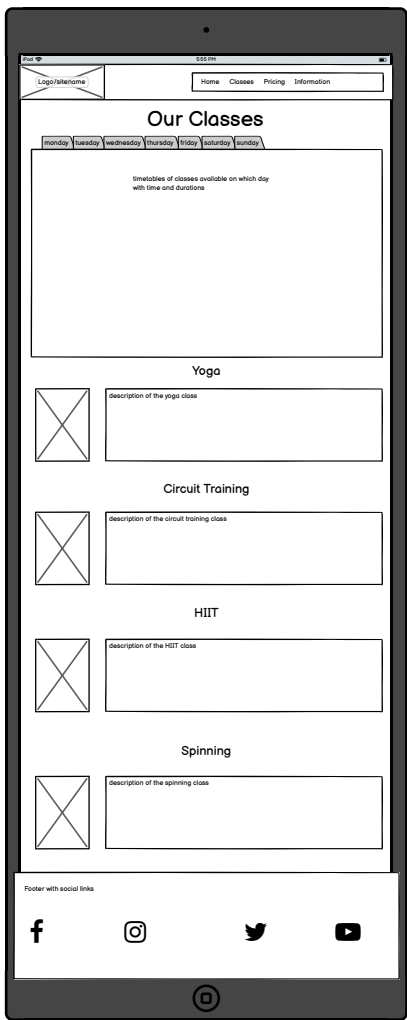 iPad
5:55 PM
Logo/sitename
Home Classes Pricing Information
Our Classes
monday tuesday wednesday thursday friday saturday sunday
timetables of classes available on which day
with time and durations
Yoga
description of the yoga class
Circuit Training
description of the circuit training class
HIIT
description of the HIIT class
Spinning
description of the spinning class
Footer with social links